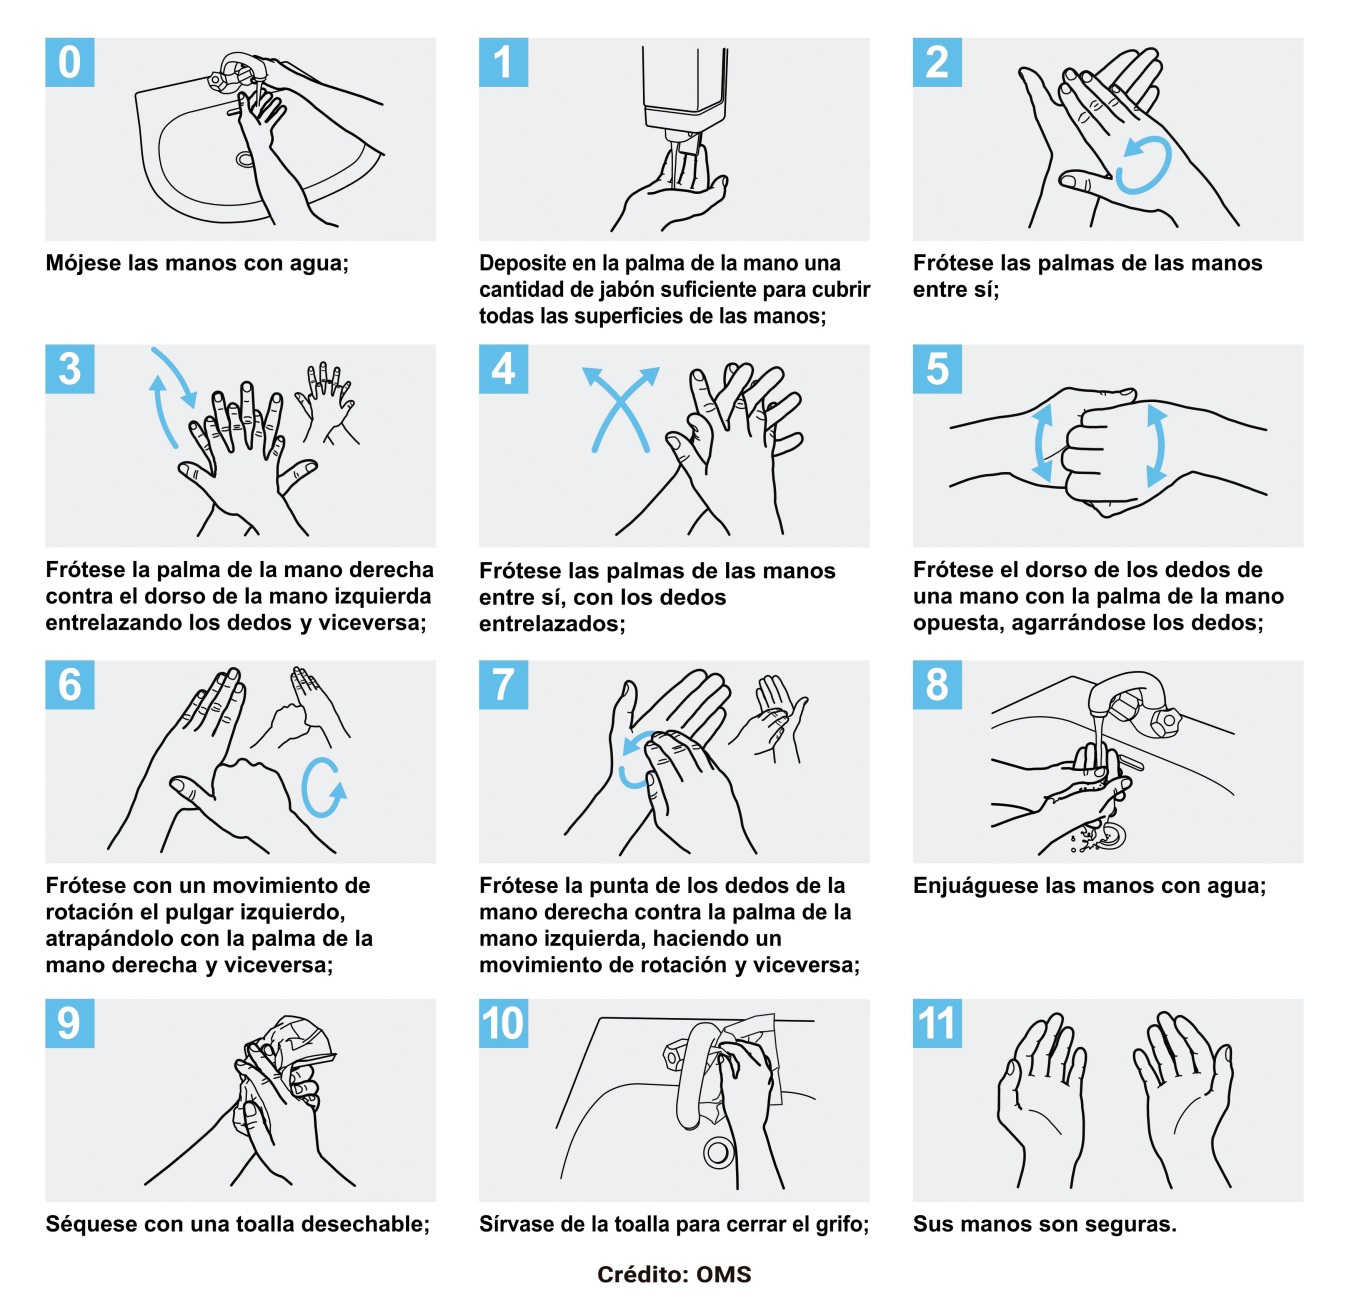 0
Mójese las manos con agua;
1
Deposite en la palma de la mano una
cantidad de jabón suficiente para cubrir
todas las superficies de las manos;
2
Frótese las palmas de las manos
entre sí;
3
Frótese la palma de la mano derecha
contra el dorso de la mano izquierda
entrelazando los dedos y viceversa;
4
Frótese las palmas de las manos
entre sí, con los dedos
entrelazados;
5
Frótese el dorso de los dedos de
una mano con la palma de la mano
opuesta, agarrándose los dedos;
6
Frótese con un movimiento de
rotación el pulgar izquierdo,
atrapándolo con la palma de la
mano derecha y viceversa;
7
Frótese la punta de los dedos de la
mano derecha contra la palma de la
mano izquierda, haciendo un
movimiento de rotación y viceversa;
8
Enjuáguese las manos con agua;
9
Séquese con una toalla desechable;
10
Sírvase de la toalla para cerrar el grifo;
11
Sus manos son seguras.
Crédito: OMS